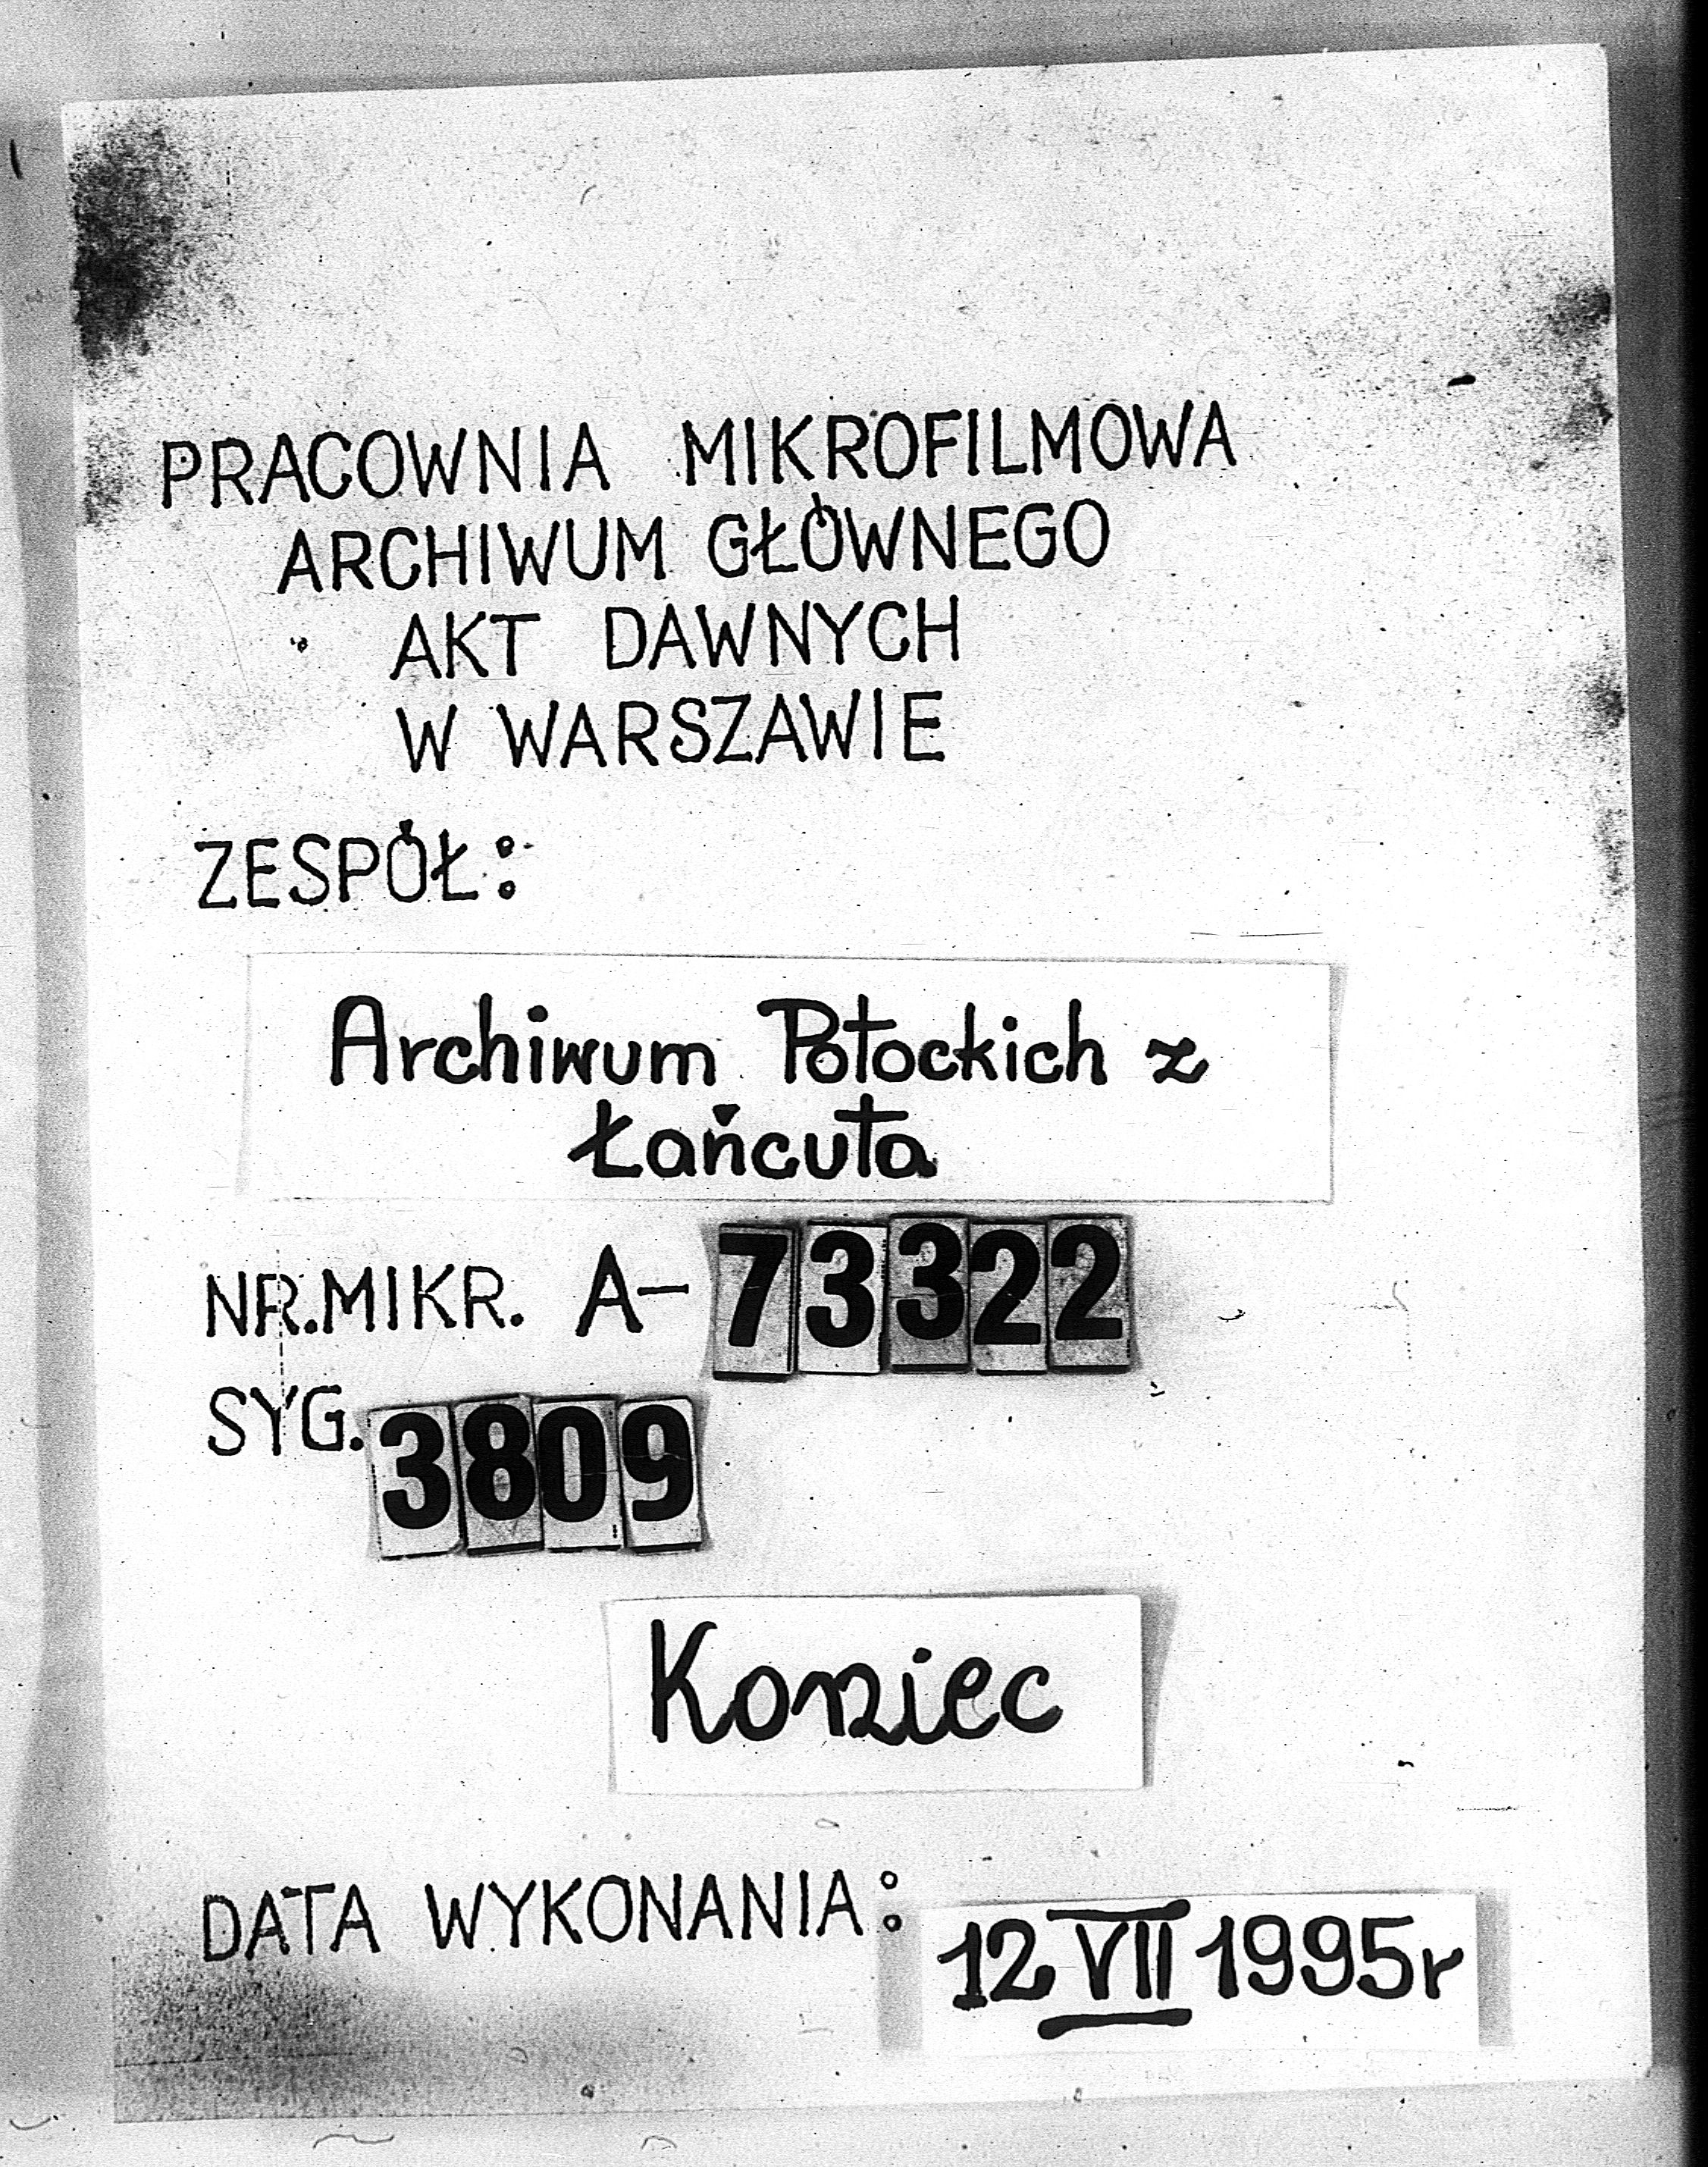 PRACOWNIA MIKROFILMOWA
ARCHIWUM GŁÓWNEGO
AKT DAWNYCH
W WARSZAWIE
ZESPÓŁ:
Archiwum Potockich z
Łańcuta
NR.MIKR. A-73322
SYG. 3809
Koniec
DATA WYKONANIA: 12 VII 1995r